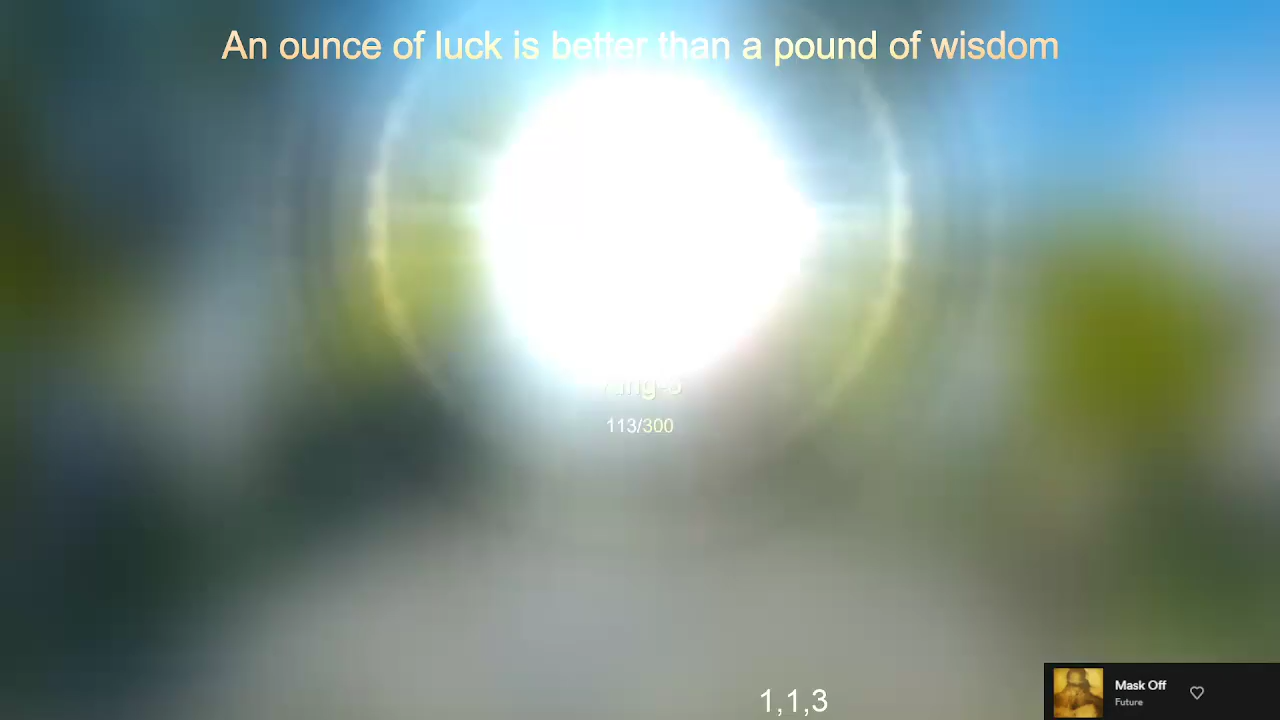 An ounce of luck is better than a pound of wisdom
113/300
1,1,3
Mask Off
Future